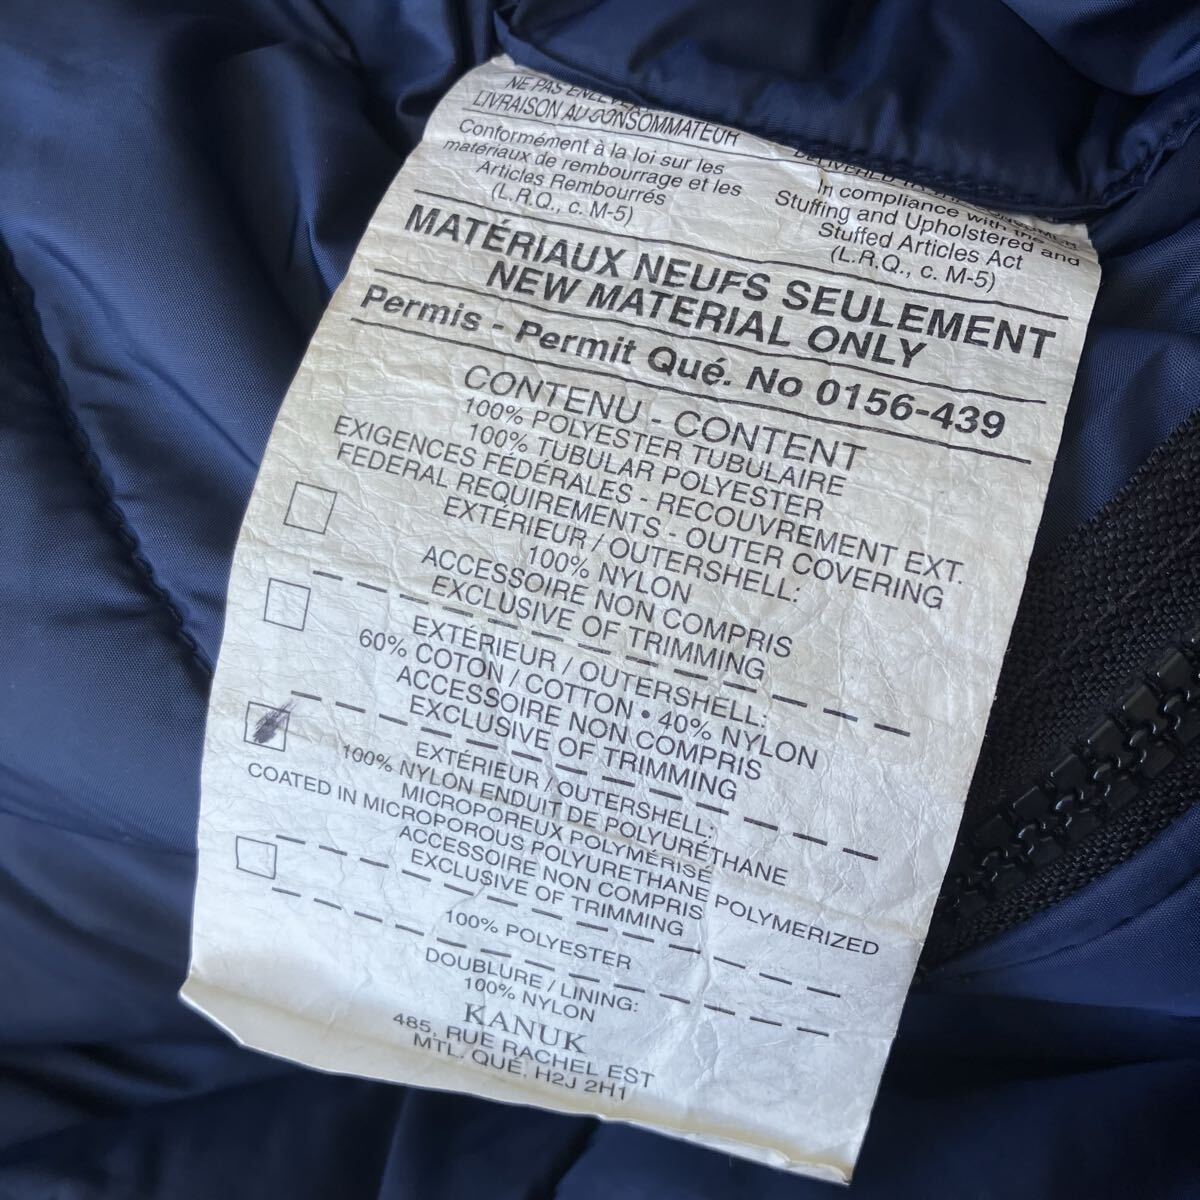 NE PAS ENLEVER
LIVRAISON AU CONSOMMATEUR
Conformément à la loi sur les
matériaux de rembourrage et les
Articles Rembourrés
(L.R.Q., c. M-5)
DELIVERED TO
In compliance with the
Stuffing and Upholstered and
Stuffed Articles Act
(L.R.Q., c. M-5)
MATÉRIAUX NEUFS SEULEMENT
NEW MATERIAL ONLY
Permis - Permit Qué. No 0156-439
CONTENU - CONTENT
100% POLYESTER TUBULAIRE
100% TUBULAR POLYESTER
EXIGENCES FÉDÉRALES - RECOUVREMENT EXT.
FEDERAL REQUIREMENTS - OUTER COVERING
EXTÉRIEUR / OUTERSHELL:
100% NYLON
ACCESSOIRE NON COMPRIS
EXCLUSIVE OF TRIMMING
EXTÉRIEUR / OUTERSHELL:
60% COTON / COTTON • 40% NYLON
ACCESSOIRE NON COMPRIS
EXCLUSIVE OF TRIMMING
EXTÉRIEUR / OUTERSHELL:
100% NYLON ENDUIT DE POLYURÉTHANE
MICROPOREUX POLYMÉRISÉ
COATED IN MICROPOROUS POLYURETHANE POLYMERIZED
ACCESSOIRE NON COMPRIS
EXCLUSIVE OF TRIMMING
100% POLYESTER
DOUBLURE / LINING:
100% NYLON
KANUK
485, RUE RACHEL EST
MTL. QUÉ. H2J 2H1